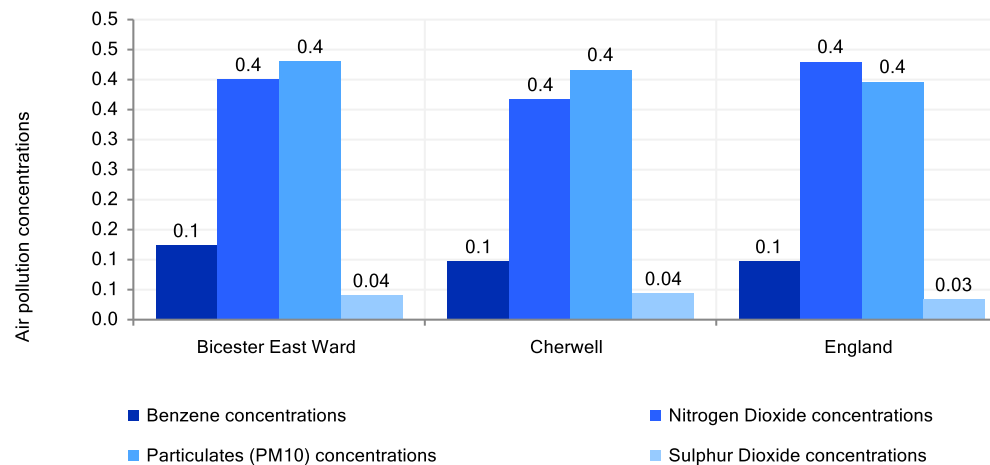 Air pollution concentrations
0.5
0.5
0.4
0.4
0.3
0.3
0.2
0.2
0.1
0.1
0.0
0.1 0.4 0.4 0.04
0.1 0.4 0.4 0.04
0.1 0.4 0.4 0.03
Bicester East Ward Cherwell England
Benzene concentrations Nitrogen Dioxide concentrations
Particulates (PM10) concentrations Sulphur Dioxide concentrations